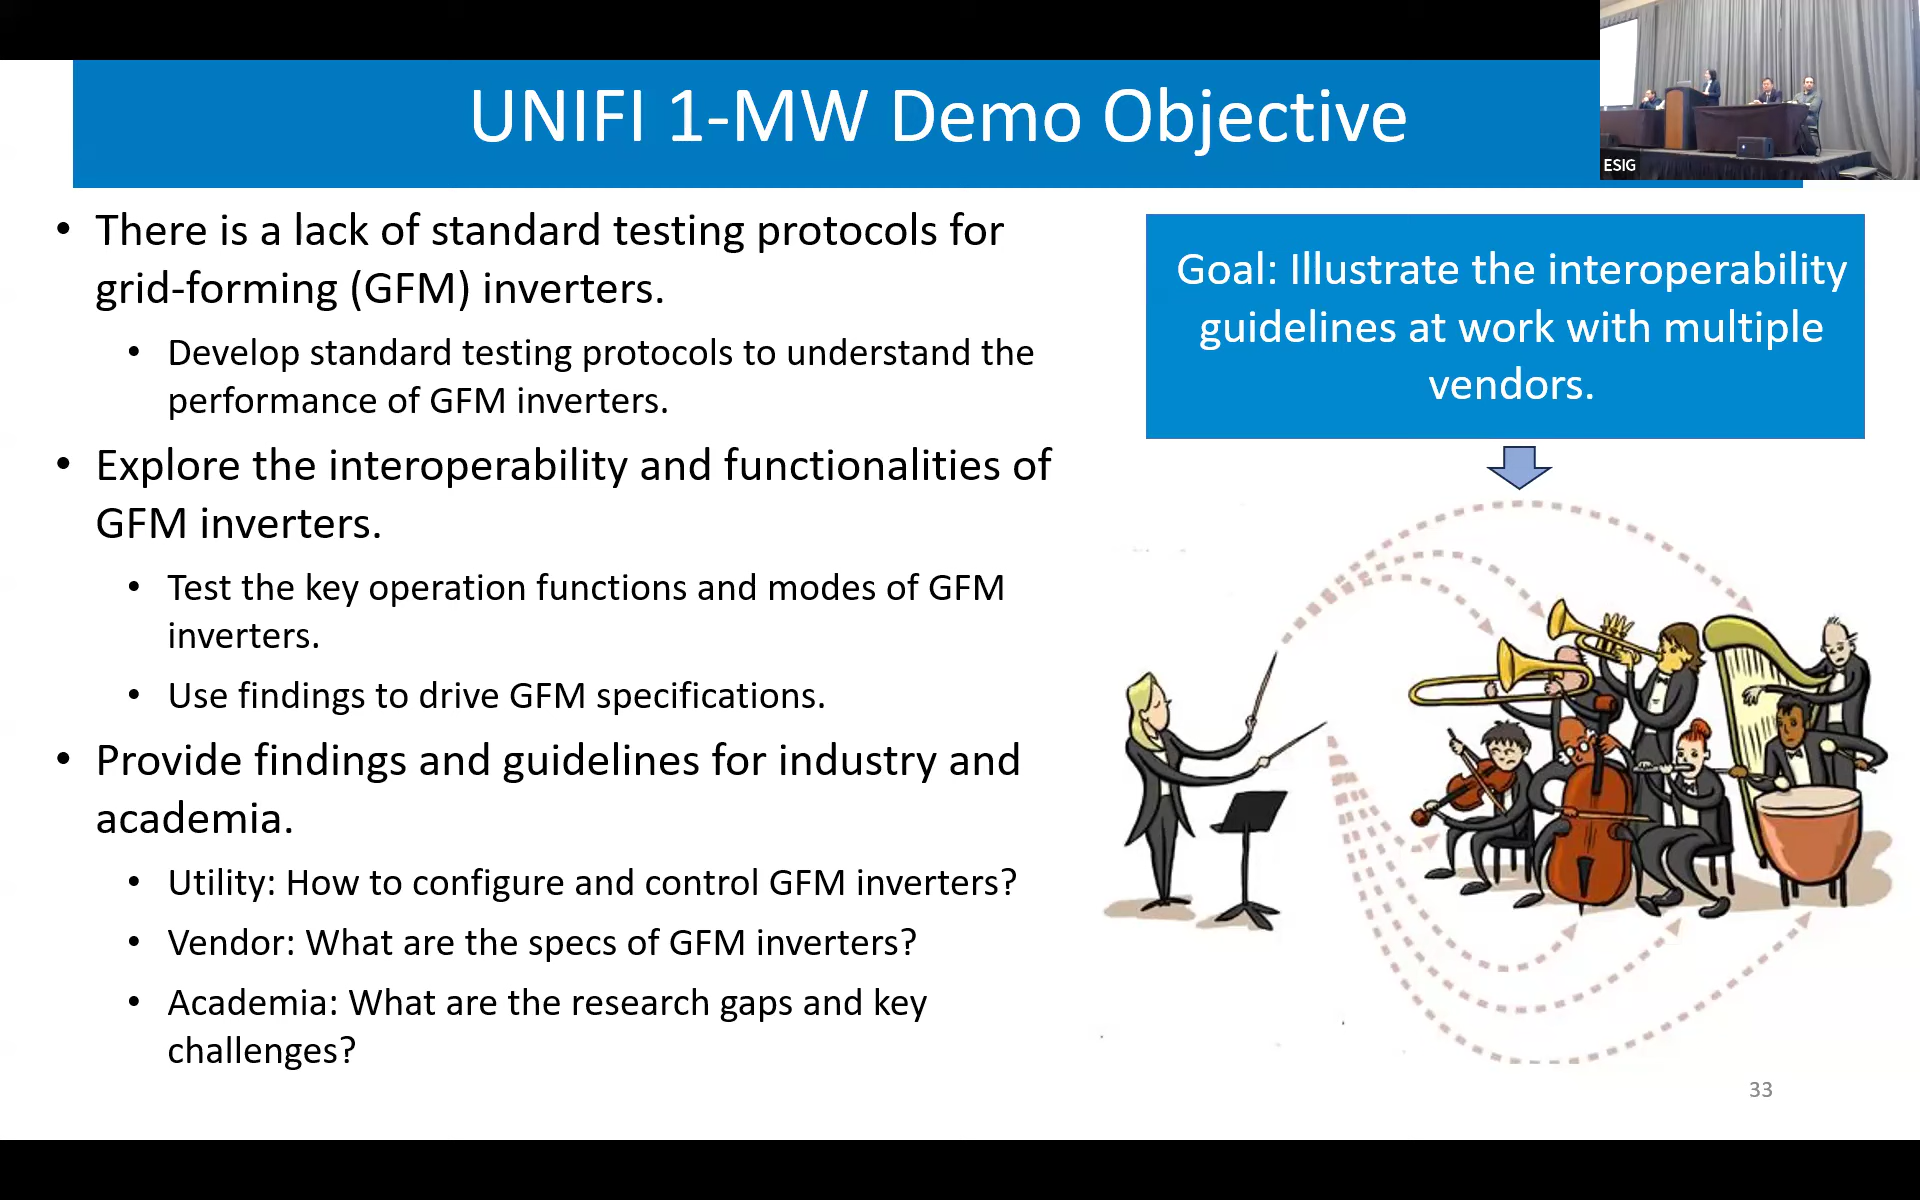 UNIFI 1-MW Demo Objective
ESIG
• There is a lack of standard testing protocols for
grid-forming (GFM) inverters.
• Develop standard testing protocols to understand the
performance of GFM inverters.
• Explore the interoperability and functionalities of
GFM inverters.
• Test the key operation functions and modes of GFM
inverters.
• Use findings to drive GFM specifications.
• Provide findings and guidelines for industry and
academia.
• Utility: How to configure and control GFM inverters?
• Vendor: What are the specs of GFM inverters?
• Academia: What are the research gaps and key
challenges?
Goal: Illustrate the interoperability
guidelines at work with multiple
vendors.
33